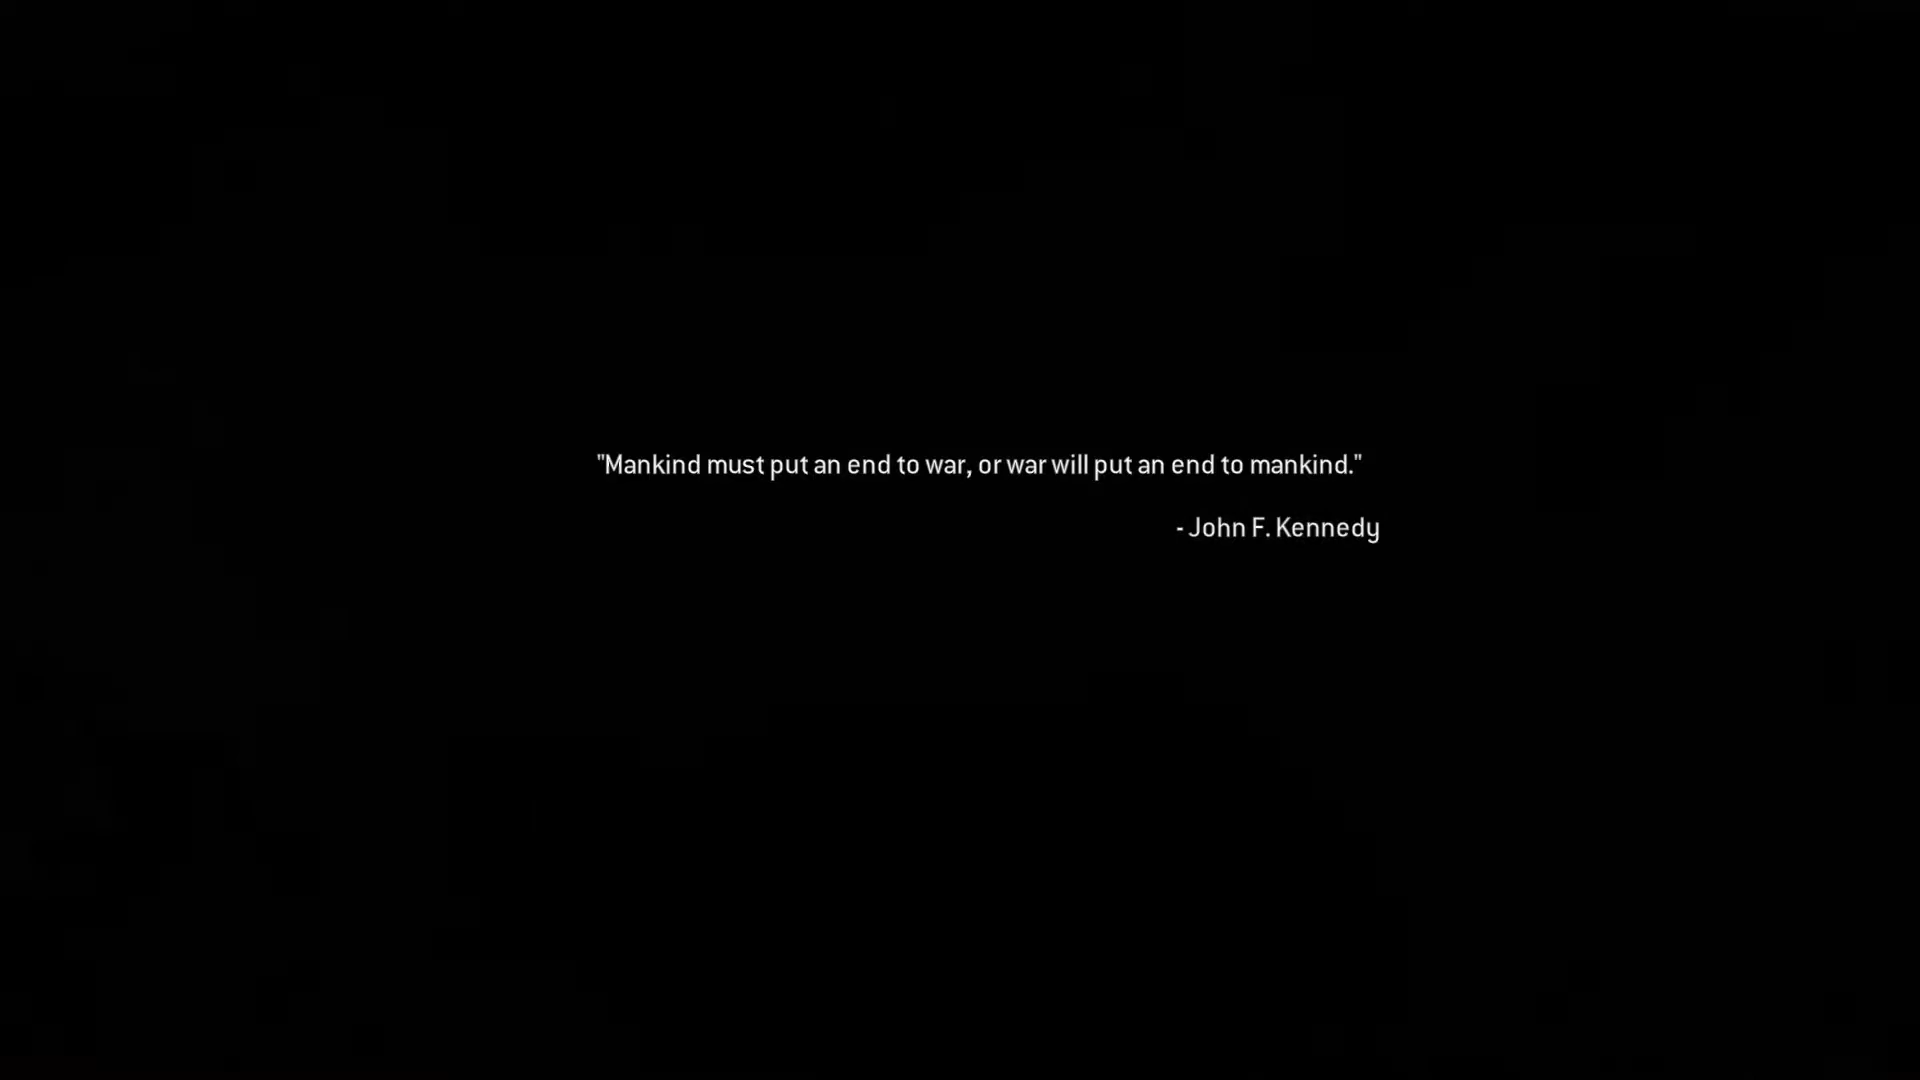 "Mankind must put an end to war, or war will put an end to mankind."
- John F. Kennedy